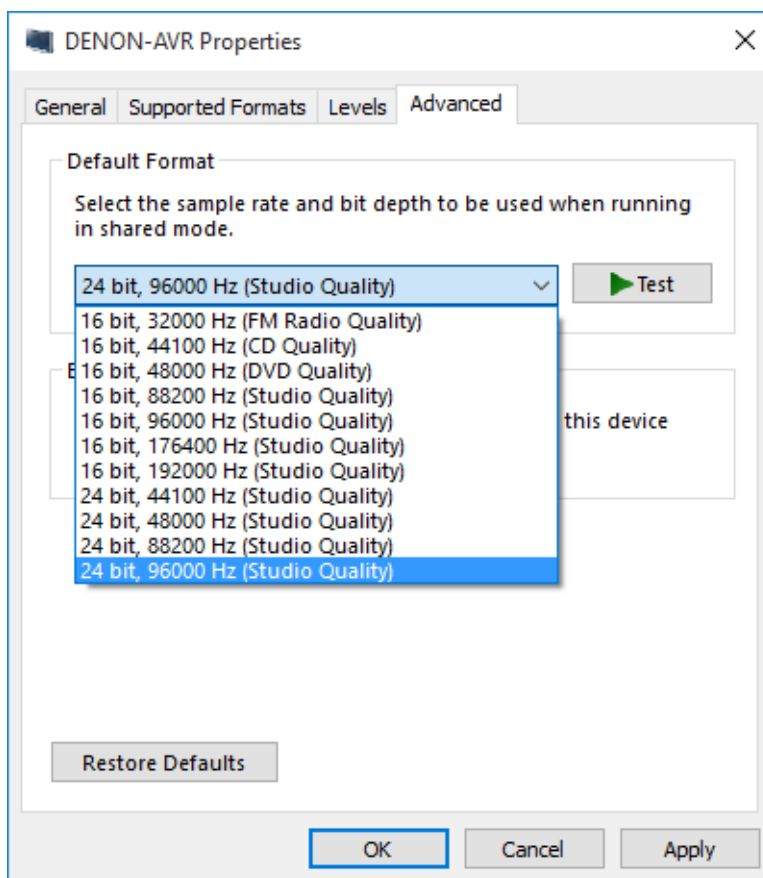 DENON-AVR Properties
General Supported Formats Levels Advanced
Default Format
Select the sample rate and bit depth to be used when running
in shared mode.
24 bit, 96000 Hz (Studio Quality) Test
16 bit, 32000 Hz (FM Radio Quality)
16 bit, 44100 Hz (CD Quality)
16 bit, 48000 Hz (DVD Quality)
16 bit, 88200 Hz (Studio Quality)
16 bit, 96000 Hz (Studio Quality)
this device
16 bit, 176400 Hz (Studio Quality)
16 bit, 192000 Hz (Studio Quality)
24 bit, 44100 Hz (Studio Quality)
24 bit, 48000 Hz (Studio Quality)
24 bit, 88200 Hz (Studio Quality)
24 bit, 96000 Hz (Studio Quality)
Restore Defaults
OK Cancel Apply